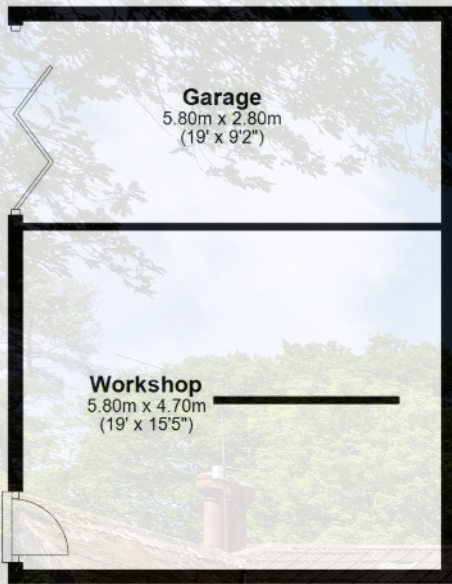 Garage
5.80m x 2.80m
(19' x 9'2")
Workshop
5.80m x 4.70m
(19' x 15'5")